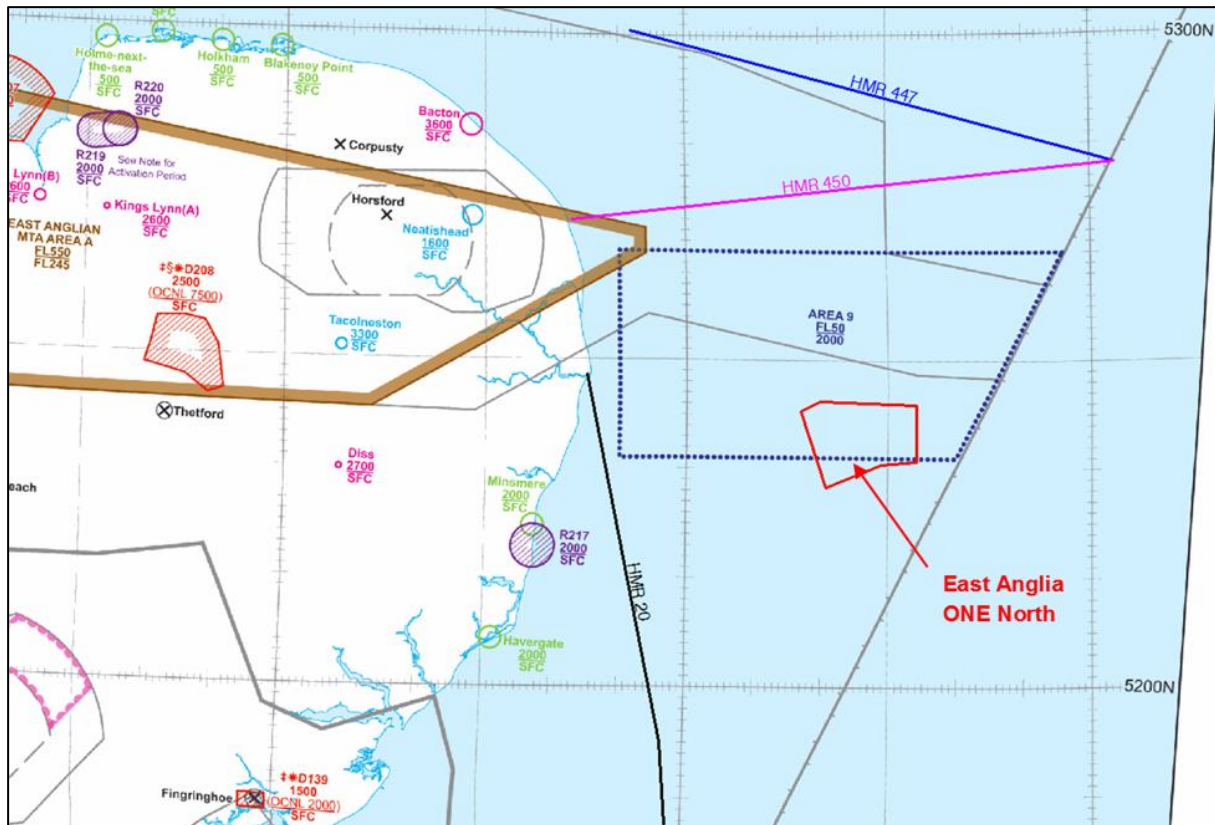 SFC
5300N
Holme-next-
the-sea
500
SFC
Holkham
500
SFC
Blakeney Point
500
SFC
R220
2000
SFC
Bacton
3600
SFC
HMR 447
R219
2000
SFC
See Note for
Activation Period
Corpusty
Lynn(B)
SFC
Kings Lynn(A)
2600
SFC
Horsford
HMR 450
Neatishead
1600
SFC
EAST ANGLIAN
MTA AREA A
FL550
FL245
‡§✷D208
2500
(OCNL 7500)
SFC
Tacolneston
3300
SFC
AREA 9
FL50
2000
Thetford
Diss
2700
SFC
each
Minsmere
2000
SFC
R217
2000
SFC
East Anglia
ONE North
HMR 20
Havergate
2000
SFC
5200N
Fingringhoe
‡✷D139
1500
(OCNL 2000)
SFC